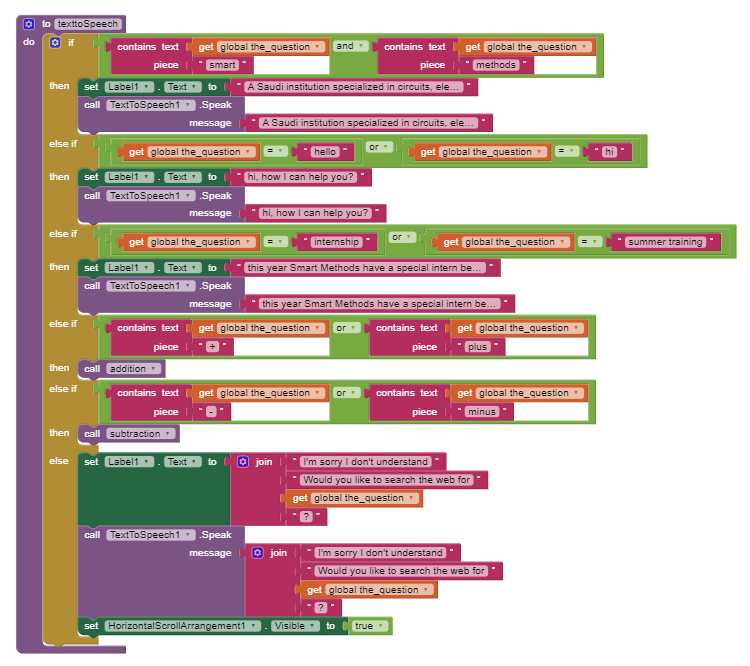 to texttoSpeech
do if contains text get global the_question and contains text get global the_question
piece " smart " piece " methods "
then set Label1 . Text to " A Saudi institution specialized in circuits, ele... "
call TextToSpeech1 .Speak
message " A Saudi institution specialized in circuits, ele... "
else if get global the_question = " hello " or get global the_question = " hi "
then set Label1 . Text to " hi, how I can help you? "
call TextToSpeech1 .Speak
message " hi, how I can help you? "
else if get global the_question = " internship " or get global the_question = " summer training "
then set Label1 . Text to " this year Smart Methods have a special intern be... "
call TextToSpeech1 .Speak
message " this year Smart Methods have a special intern be... "
else if contains text get global the_question or contains text get global the_question
piece " + " piece " plus "
then call addition
else if contains text get global the_question or contains text get global the_question
piece " - " piece " minus "
then call subtraction
else set Label1 . Text to join " I'm sorry I don't understand "
" Would you like to search the web for "
get global the_question
" ? "
call TextToSpeech1 .Speak
message join " I'm sorry I don't understand "
" Would you like to search the web for "
get global the_question
" ? "
set HorizontalScrollArrangement1 . Visible to true